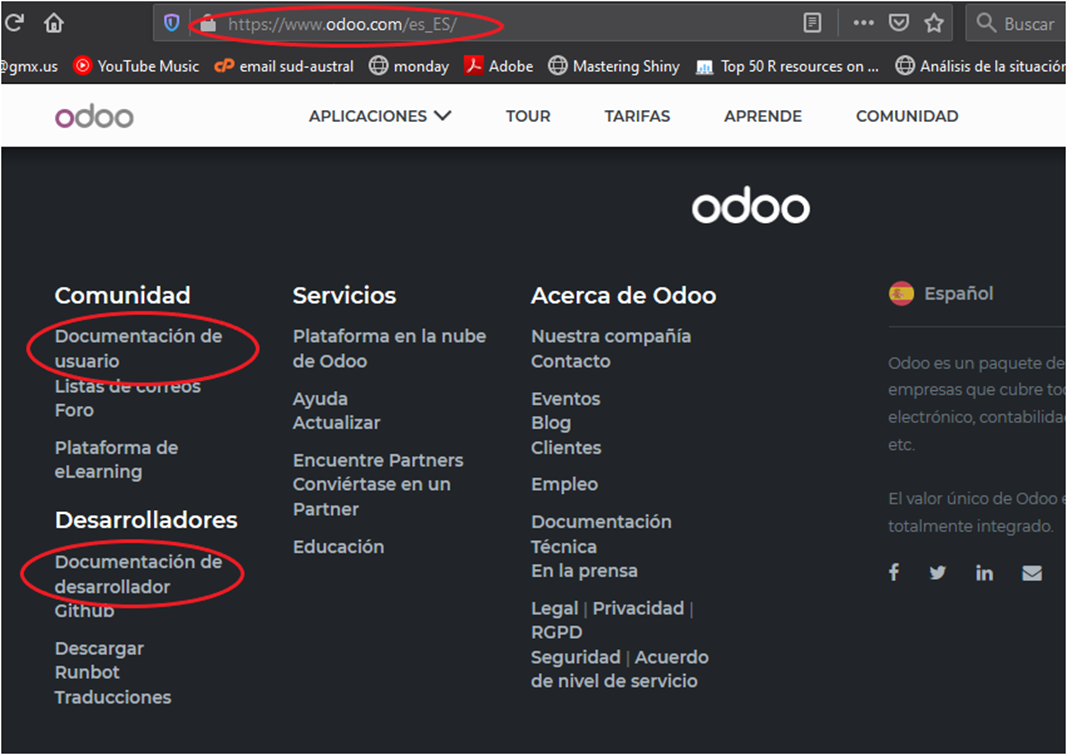 https://www.odoo.com/es_ES/
Buscar
@gmx.us YouTube Music email sud-austral monday Adobe Mastering Shiny Top 50 R resources on ... Análisis de la situación
odoo APLICACIONES TOUR TARIFAS APRENDE COMUNIDAD
odoo
Comunidad
Documentación de
usuario
Listas de correos
Foro
Plataforma de
eLearning
Desarrolladores
Documentación de
desarrollador
Github
Descargar
Runbot
Traducciones
Servicios
Plataforma en la nube
de Odoo
Ayuda
Actualizar
Encuentre Partners
Conviértase en un
Partner
Educación
Acerca de Odoo
Nuestra compañía
Contacto
Eventos
Blog
Clientes
Empleo
Documentación
Técnica
En la prensa
Legal | Privacidad |
RGPD
Seguridad | Acuerdo
de nivel de servicio
Español
Odoo es un paquete de
empresas que cubre to
electrónico, contabilida
etc.
El valor único de Odoo e
totalmente integrado.